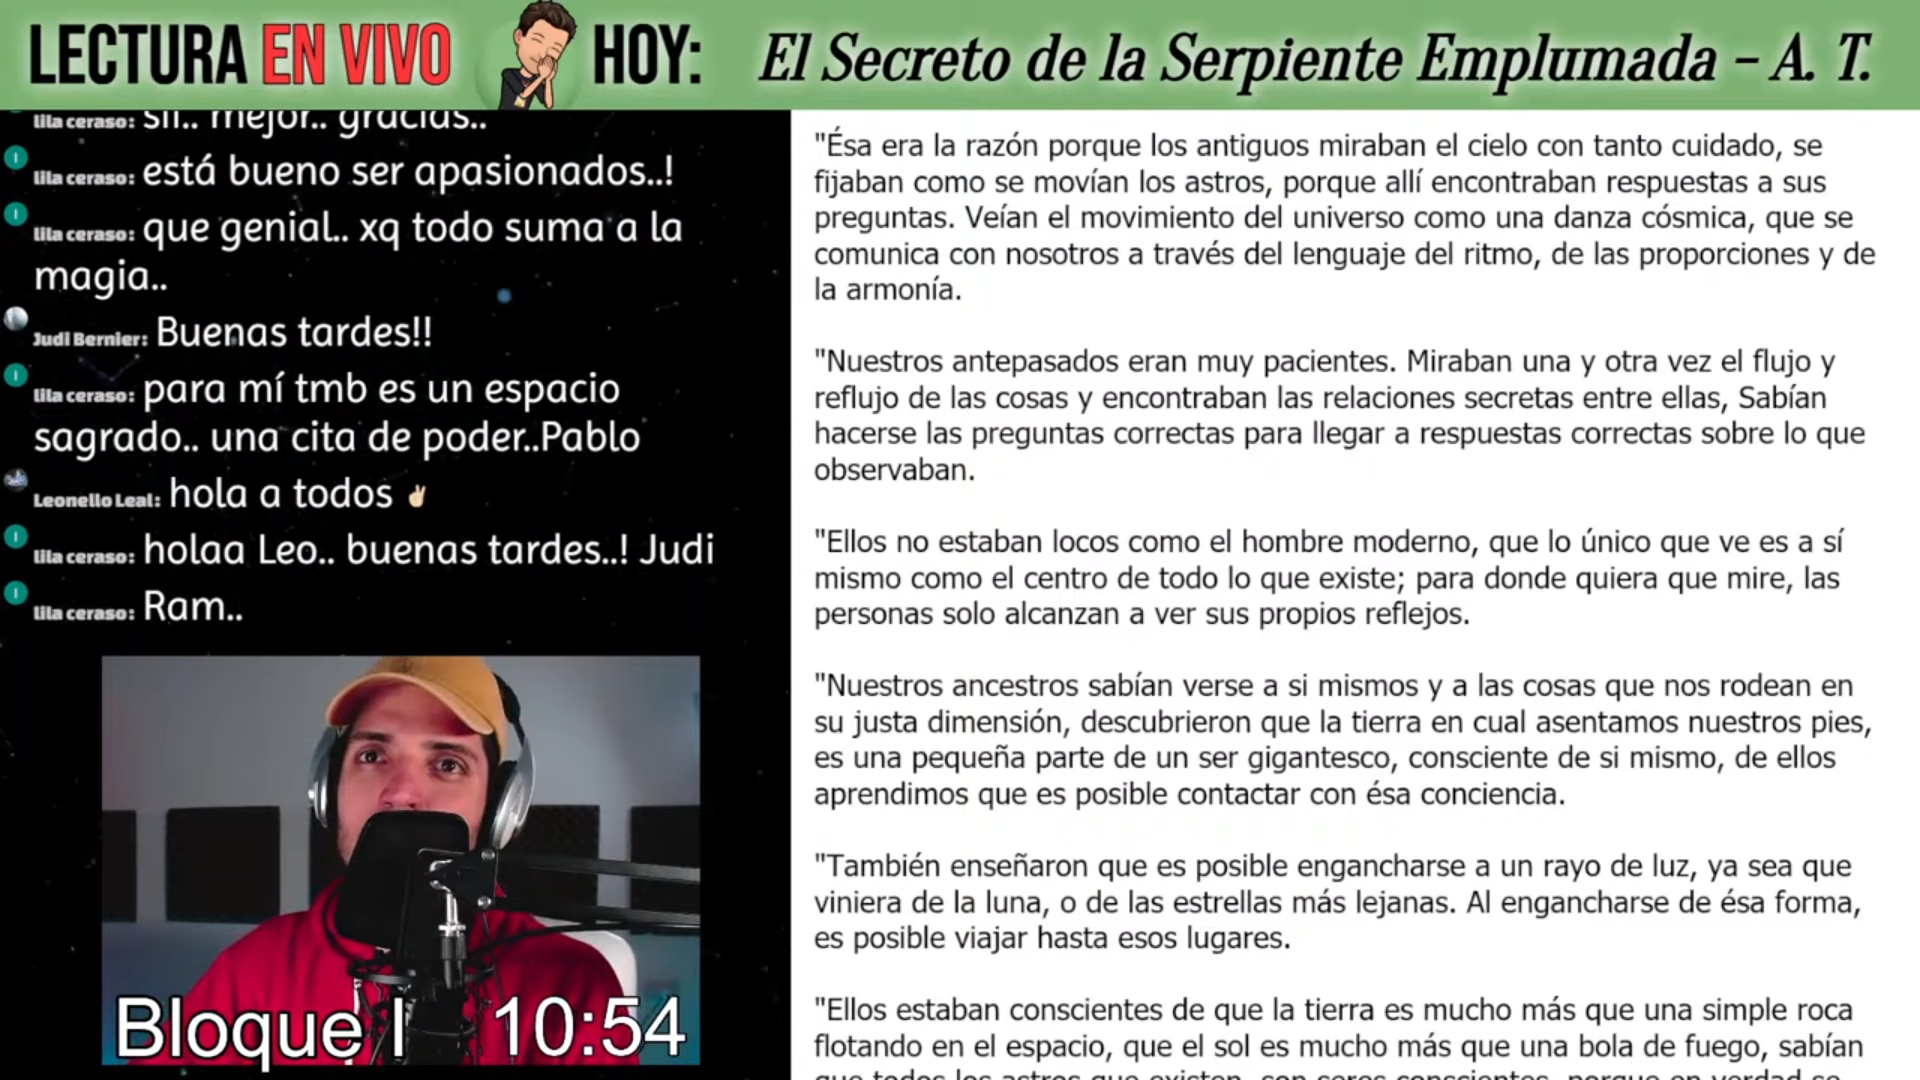 LECTURA EN VIVO HOY: El Secreto de la Serpiente Emplumada - A. T.
lila ceraso: sii.. mejor.. gracias..
lila ceraso: está bueno ser apasionados..!
lila ceraso: que genial.. xq todo suma a la
magia..
Judi Bernier: Buenas tardes!!
lila ceraso: para mí tmb es un espacio
sagrado.. una cita de poder..Pablo
Leonello Leal: hola a todos ✌🏻
lila ceraso: holaa Leo.. buenas tardes..! Judi
lila ceraso: Ram..
Bloque I 10:54
"Ésa era la razón porque los antiguos miraban el cielo con tanto cuidado, se
fijaban como se movían los astros, porque allí encontraban respuestas a sus
preguntas. Veían el movimiento del universo como una danza cósmica, que se
comunica con nosotros a través del lenguaje del ritmo, de las proporciones y de
la armonía.
"Nuestros antepasados eran muy pacientes. Miraban una y otra vez el flujo y
reflujo de las cosas y encontraban las relaciones secretas entre ellas, Sabían
hacerse las preguntas correctas para llegar a respuestas correctas sobre lo que
observaban.
"Ellos no estaban locos como el hombre moderno, que lo único que ve es a sí
mismo como el centro de todo lo que existe; para donde quiera que mire, las
personas solo alcanzan a ver sus propios reflejos.
"Nuestros ancestros sabían verse a si mismos y a las cosas que nos rodean en
su justa dimensión, descubrieron que la tierra en cual asentamos nuestros pies,
es una pequeña parte de un ser gigantesco, consciente de si mismo, de ellos
aprendimos que es posible contactar con ésa conciencia.
"También enseñaron que es posible engancharse a un rayo de luz, ya sea que
viniera de la luna, o de las estrellas más lejanas. Al engancharse de ésa forma,
es posible viajar hasta esos lugares.
"Ellos estaban conscientes de que la tierra es mucho más que una simple roca
flotando en el espacio, que el sol es mucho más que una bola de fuego, sabían
que todos los astros que existen, son seres conscientes, porque en verdad se